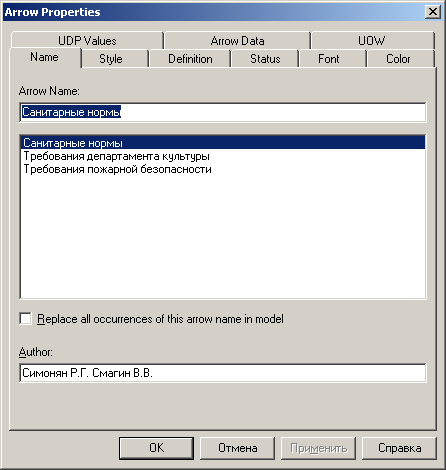 Arrow Properties
UDP Values Arrow Data UOW
Name Style Definition Status Font Color
Arrow Name:
Санитарные нормы
Санитарные нормы
Требования департамента культуры
Требования пожарной безопасности
Replace all occurrences of this arrow name in model
Author:
Симонян Р.Г. Смагин В.В.
OK Отмена Применить Справка